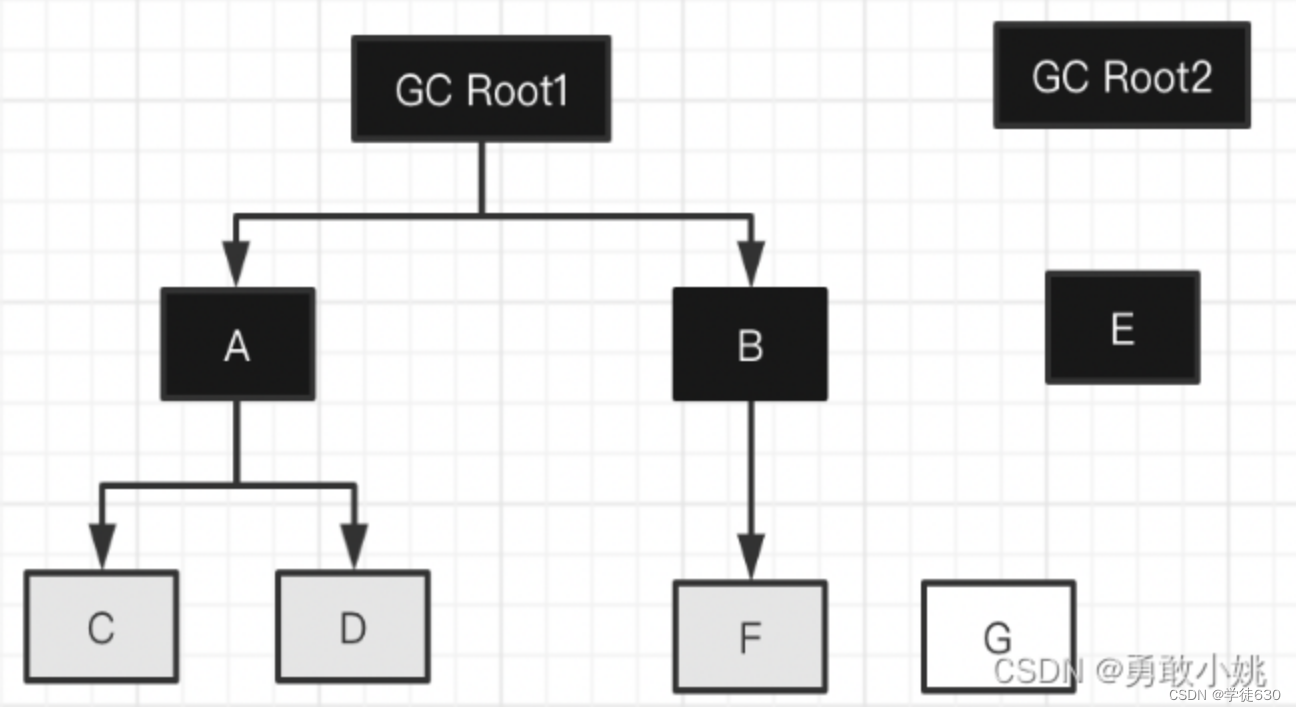 GC Root1
GC Root2
A
B
E
C
D
F
G
CSDN @勇敢小姚
CSDN @学徒630